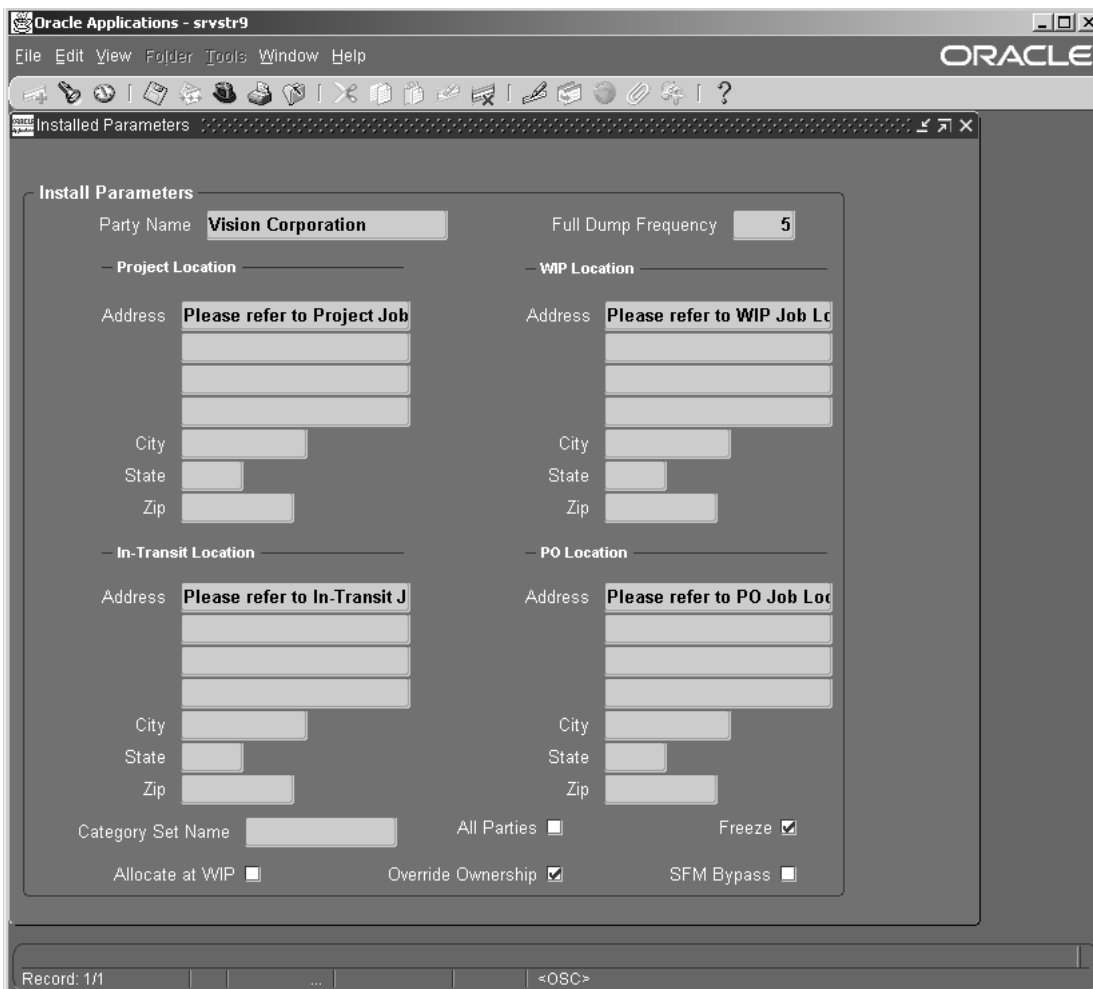 Oracle Applications - srvstr9
File Edit View Folder Tools Window Help
ORACLE
?
Installed Parameters
Install Parameters
Party Name Vision Corporation Full Dump Frequency 5
Project Location WIP Location
Address Please refer to Project Job Address Please refer to WIP Job Lo
City City
State State
Zip Zip
In-Transit Location PO Location
Address Please refer to In-Transit J Address Please refer to PO Job Loc
City City
State State
Zip Zip
Category Set Name All Parties Freeze
Allocate at WIP Override Ownership SFM Bypass
Record: 1/1 ... <OSC>